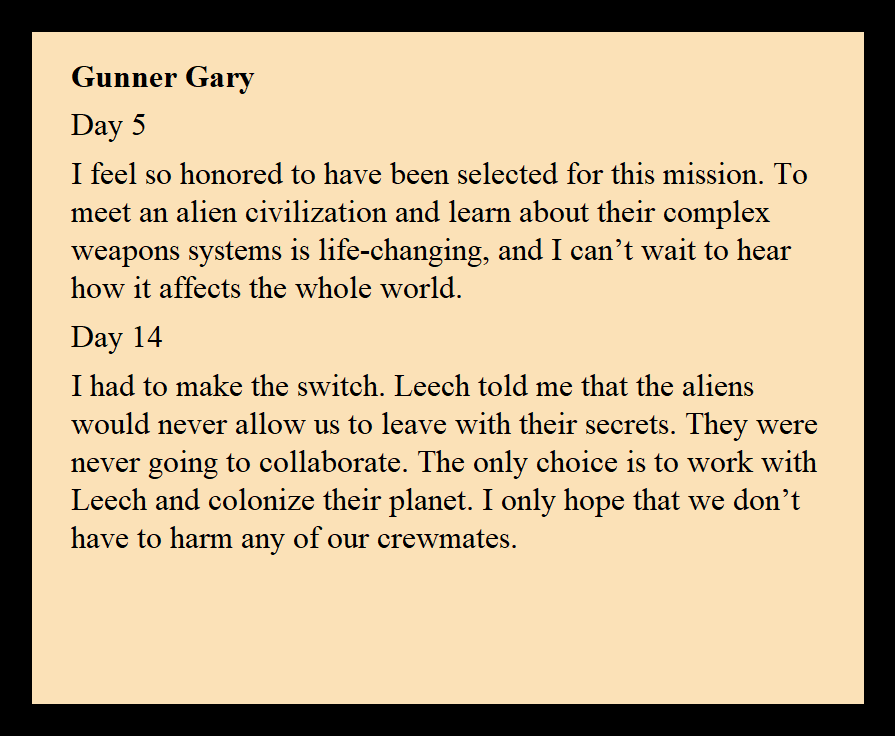 Gunner Gary
Day 5
I feel so honored to have been selected for this mission. To
meet an alien civilization and learn about their complex
weapons systems is life-changing, and I can’t wait to hear
how it affects the whole world.
Day 14
I had to make the switch. Leech told me that the aliens
would never allow us to leave with their secrets. They were
never going to collaborate. The only choice is to work with
Leech and colonize their planet. I only hope that we don’t
have to harm any of our crewmates.